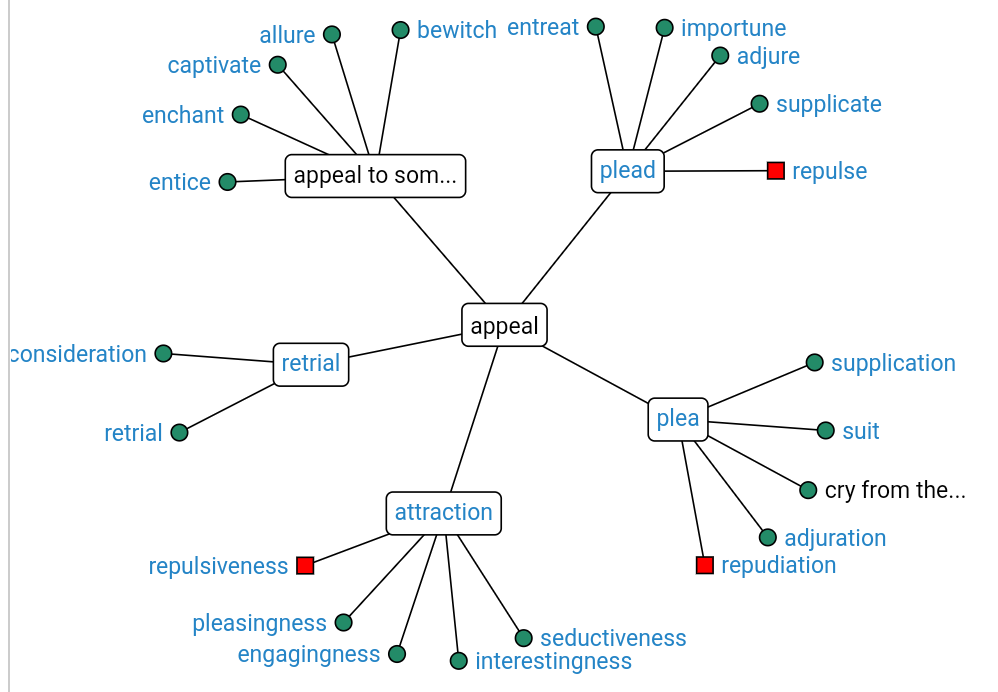 allure
bewitch
entreat
importune
captivate
adjure
enchant
supplicate
entice
appeal to som...
plead
repulse
appeal
consideration
retrial
supplication
plea
suit
retrial
attraction
cry from the...
adjuration
repulsiveness
repudiation
pleasingness
engagingness
seductiveness
interestingness